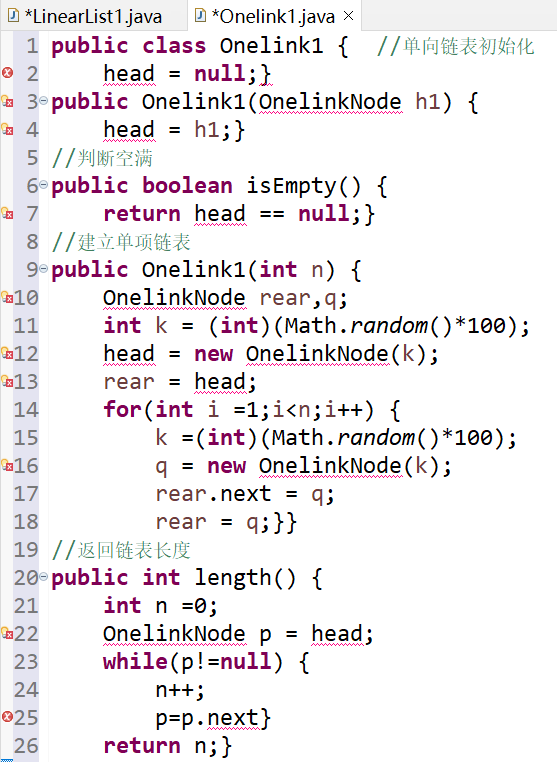 *LinearList1.java *Onelink1.java
1 public class Onelink1 { //单向链表初始化
2 head = null;}
3 public Onelink1(OnelinkNode h1) {
4 head = h1;}
5 //判断空满
6 public boolean isEmpty() {
7 return head == null;}
8 //建立单项链表
9 public Onelink1(int n) {
10 OnelinkNode rear,q;
11 int k = (int)(Math.random()*100);
12 head = new OnelinkNode(k);
13 rear = head;
14 for(int i =1;i<n;i++) {
15 k =(int)(Math.random()*100);
16 q = new OnelinkNode(k);
17 rear.next = q;
18 rear = q;}}
19 //返回链表长度
20 public int length() {
21 int n =0;
22 OnelinkNode p = head;
23 while(p!=null) {
24 n++;
25 p=p.next}
26 return n;}